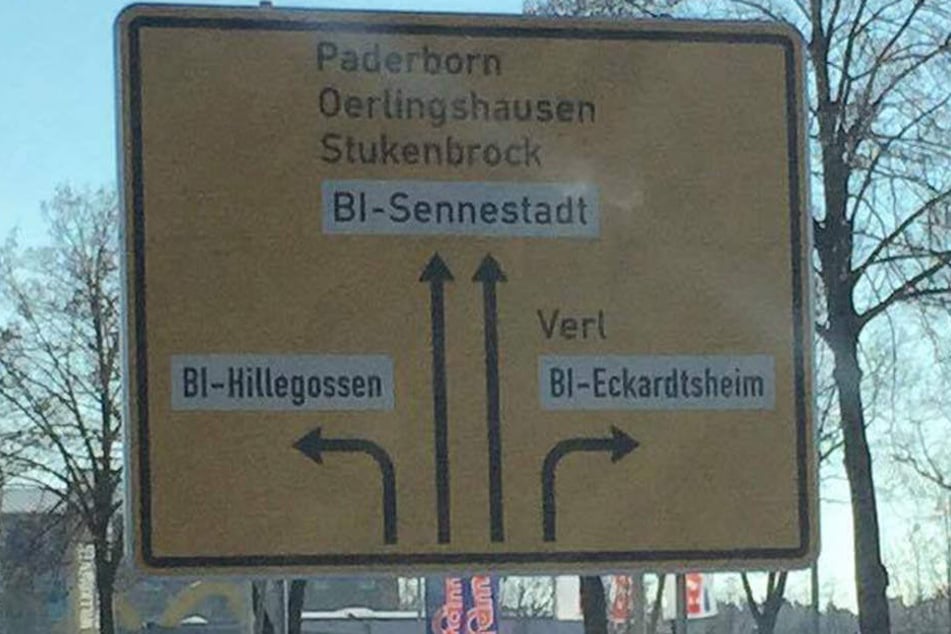 Paderborn
Oerlingshausen
Stukenbrock
BI-Sennestadt
Verl
BI-Hillegossen
BI-Eckardtsheim